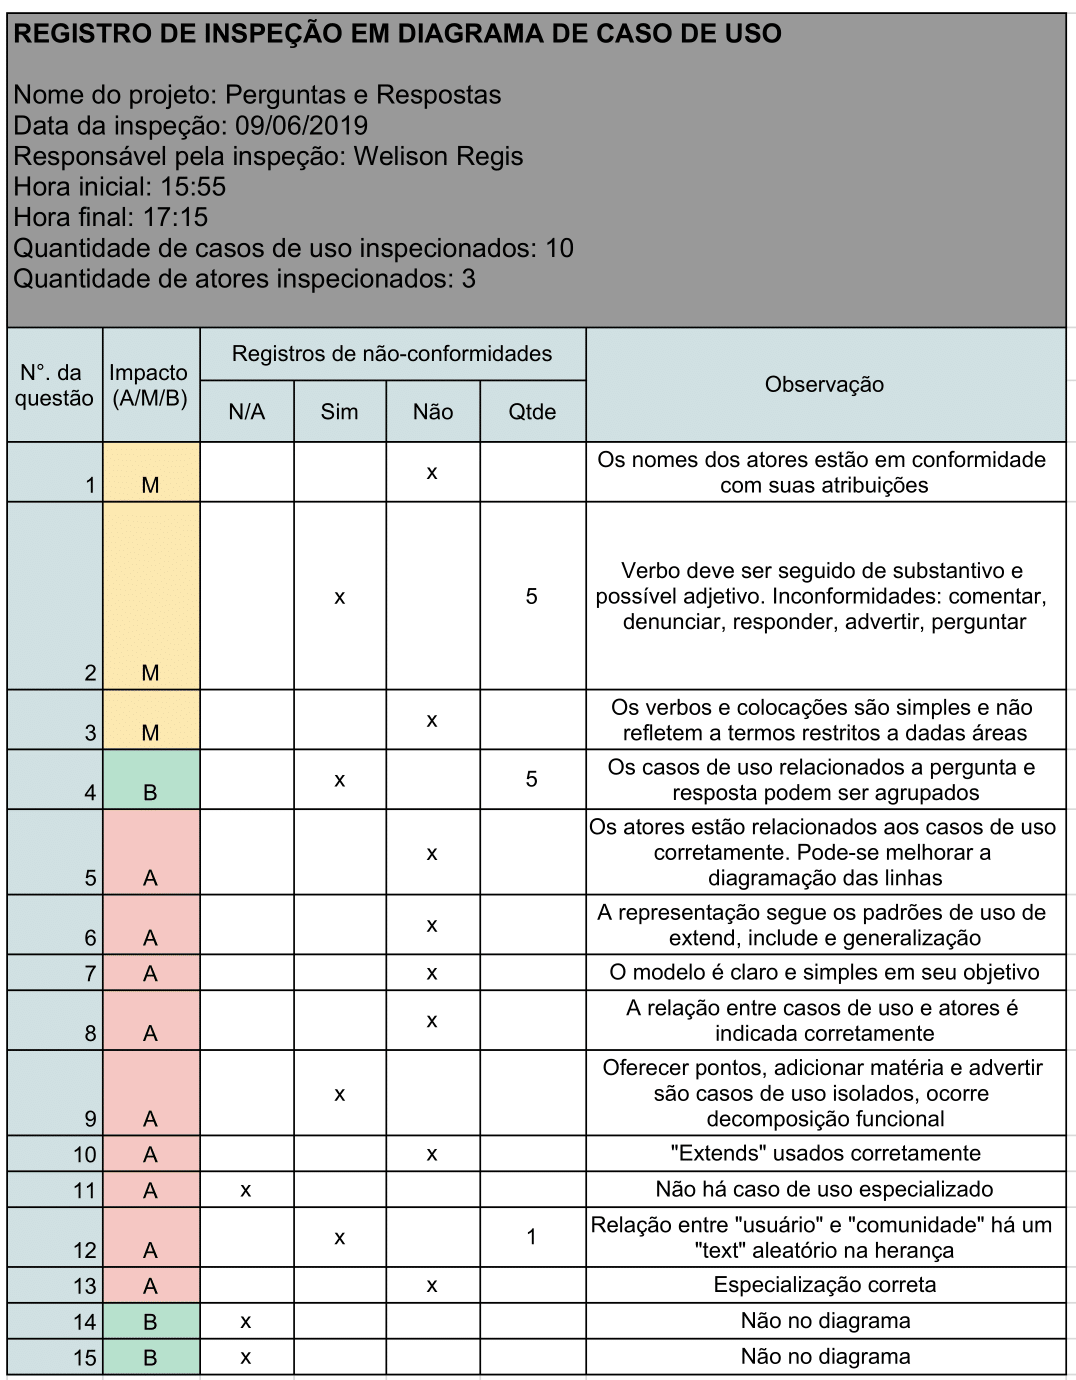 REGISTRO DE INSPEÇÃO EM DIAGRAMA DE CASO DE USO
Nome do projeto: Perguntas e Respostas
Data da inspeção: 09/06/2019
Responsável pela inspeção: Welison Regis
Hora inicial: 15:55
Hora final: 17:15
Quantidade de casos de uso inspecionados: 10
Quantidade de atores inspecionados: 3
N°. da questão
Impacto (A/M/B)
Registros de não-conformidades
Observação
N/A Sim Não Qtde
1 M x Os nomes dos atores estão em conformidade
com suas atribuições
2 M x 5 Verbo deve ser seguido de substantivo e
possível adjetivo. Inconformidades: comentar,
denunciar, responder, advertir, perguntar
3 M x Os verbos e colocações são simples e não
refletem a termos restritos a dadas áreas
4 B x 5 Os casos de uso relacionados a pergunta e
resposta podem ser agrupados
5 A x Os atores estão relacionados aos casos de uso
corretamente. Pode-se melhorar a
diagramação das linhas
6 A x A representação segue os padrões de uso de
extend, include e generalização
7 A x O modelo é claro e simples em seu objetivo
8 A x A relação entre casos de uso e atores é
indicada corretamente
9 A x Oferecer pontos, adicionar matéria e advertir
são casos de uso isolados, ocorre
decomposição funcional
10 A x "Extends" usados corretamente
11 A x Não há caso de uso especializado
12 A x 1 Relação entre "usuário" e "comunidade" há um
"text" aleatório na herança
13 A x Especialização correta
14 B x Não no diagrama
15 B x Não no diagrama